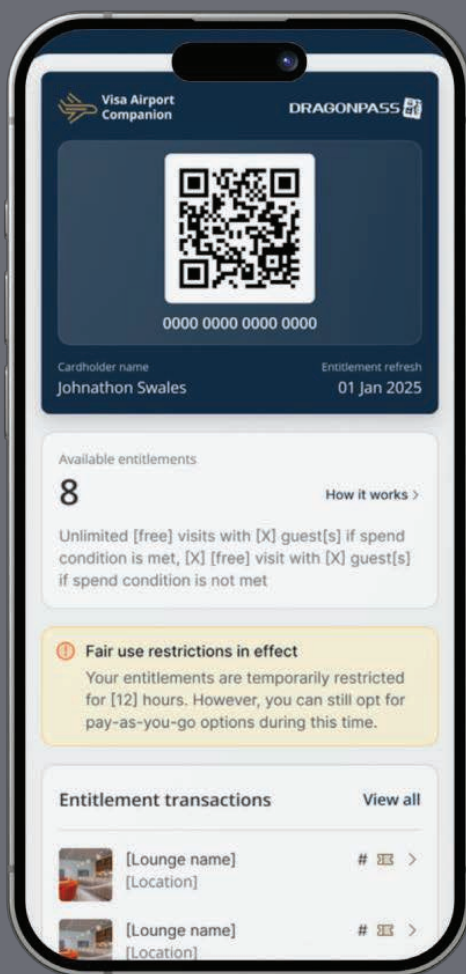 Visa Airport
Companion
DRAGONPASS
0000 0000 0000 0000
Cardholder name
Entitlement refresh
Johnathon Swales
01 Jan 2025
Available entitlements
8
How it works >
Unlimited [free] visits with [X] guest[s] if spend
condition is met, [X] [free] visit with [X] guest[s]
if spend condition is not met
Fair use restrictions in effect
Your entitlements are temporarily restricted
for [12] hours. However, you can still opt for
pay-as-you-go options during this time.
Entitlement transactions
View all
[Lounge name]
#
[Location]
[Lounge name]
#
[Location]